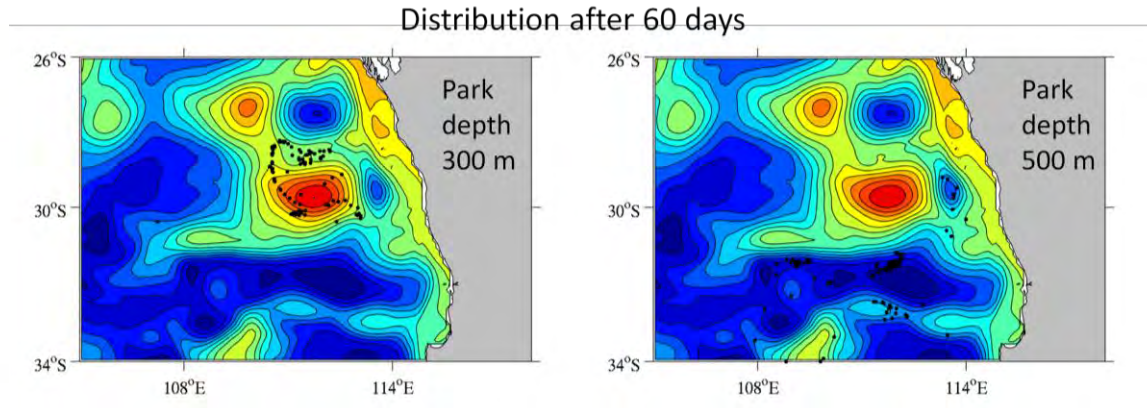 Distribution after 60 days
26°S
30°S
34°S
108°E
114°E
Park
depth
300 m
26°S
30°S
34°S
108°E
114°E
Park
depth
500 m